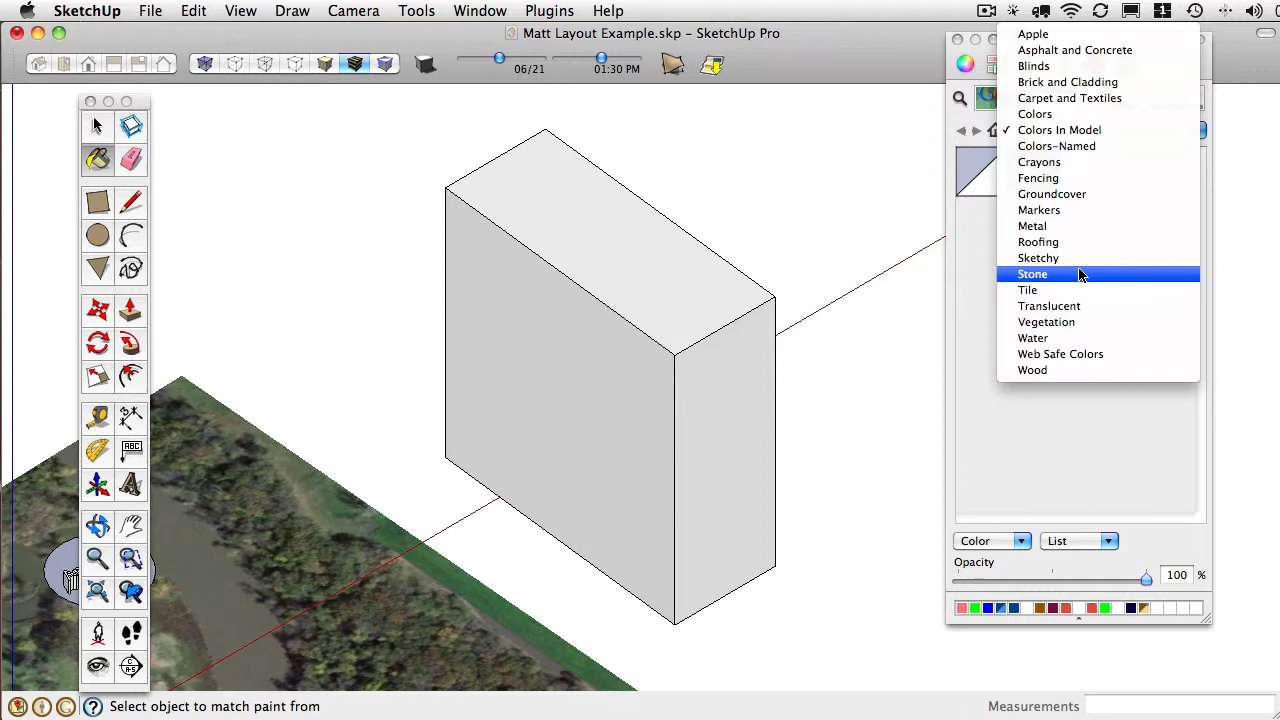 SketchUp File Edit View Draw Camera Tools Window Plugins Help
Matt Layout Example.skp - SketchUp Pro
06/21 01:30 PM
Apple
Asphalt and Concrete
Blinds
Brick and Cladding
Carpet and Textiles
Colors
✓ Colors In Model
Colors-Named
Crayons
Fencing
Groundcover
Markers
Metal
Roofing
Sketchy
Stone
Tile
Translucent
Vegetation
Water
Web Safe Colors
Wood
ABC
A
Color List
Opacity
100 %
Select object to match paint from
Measurements